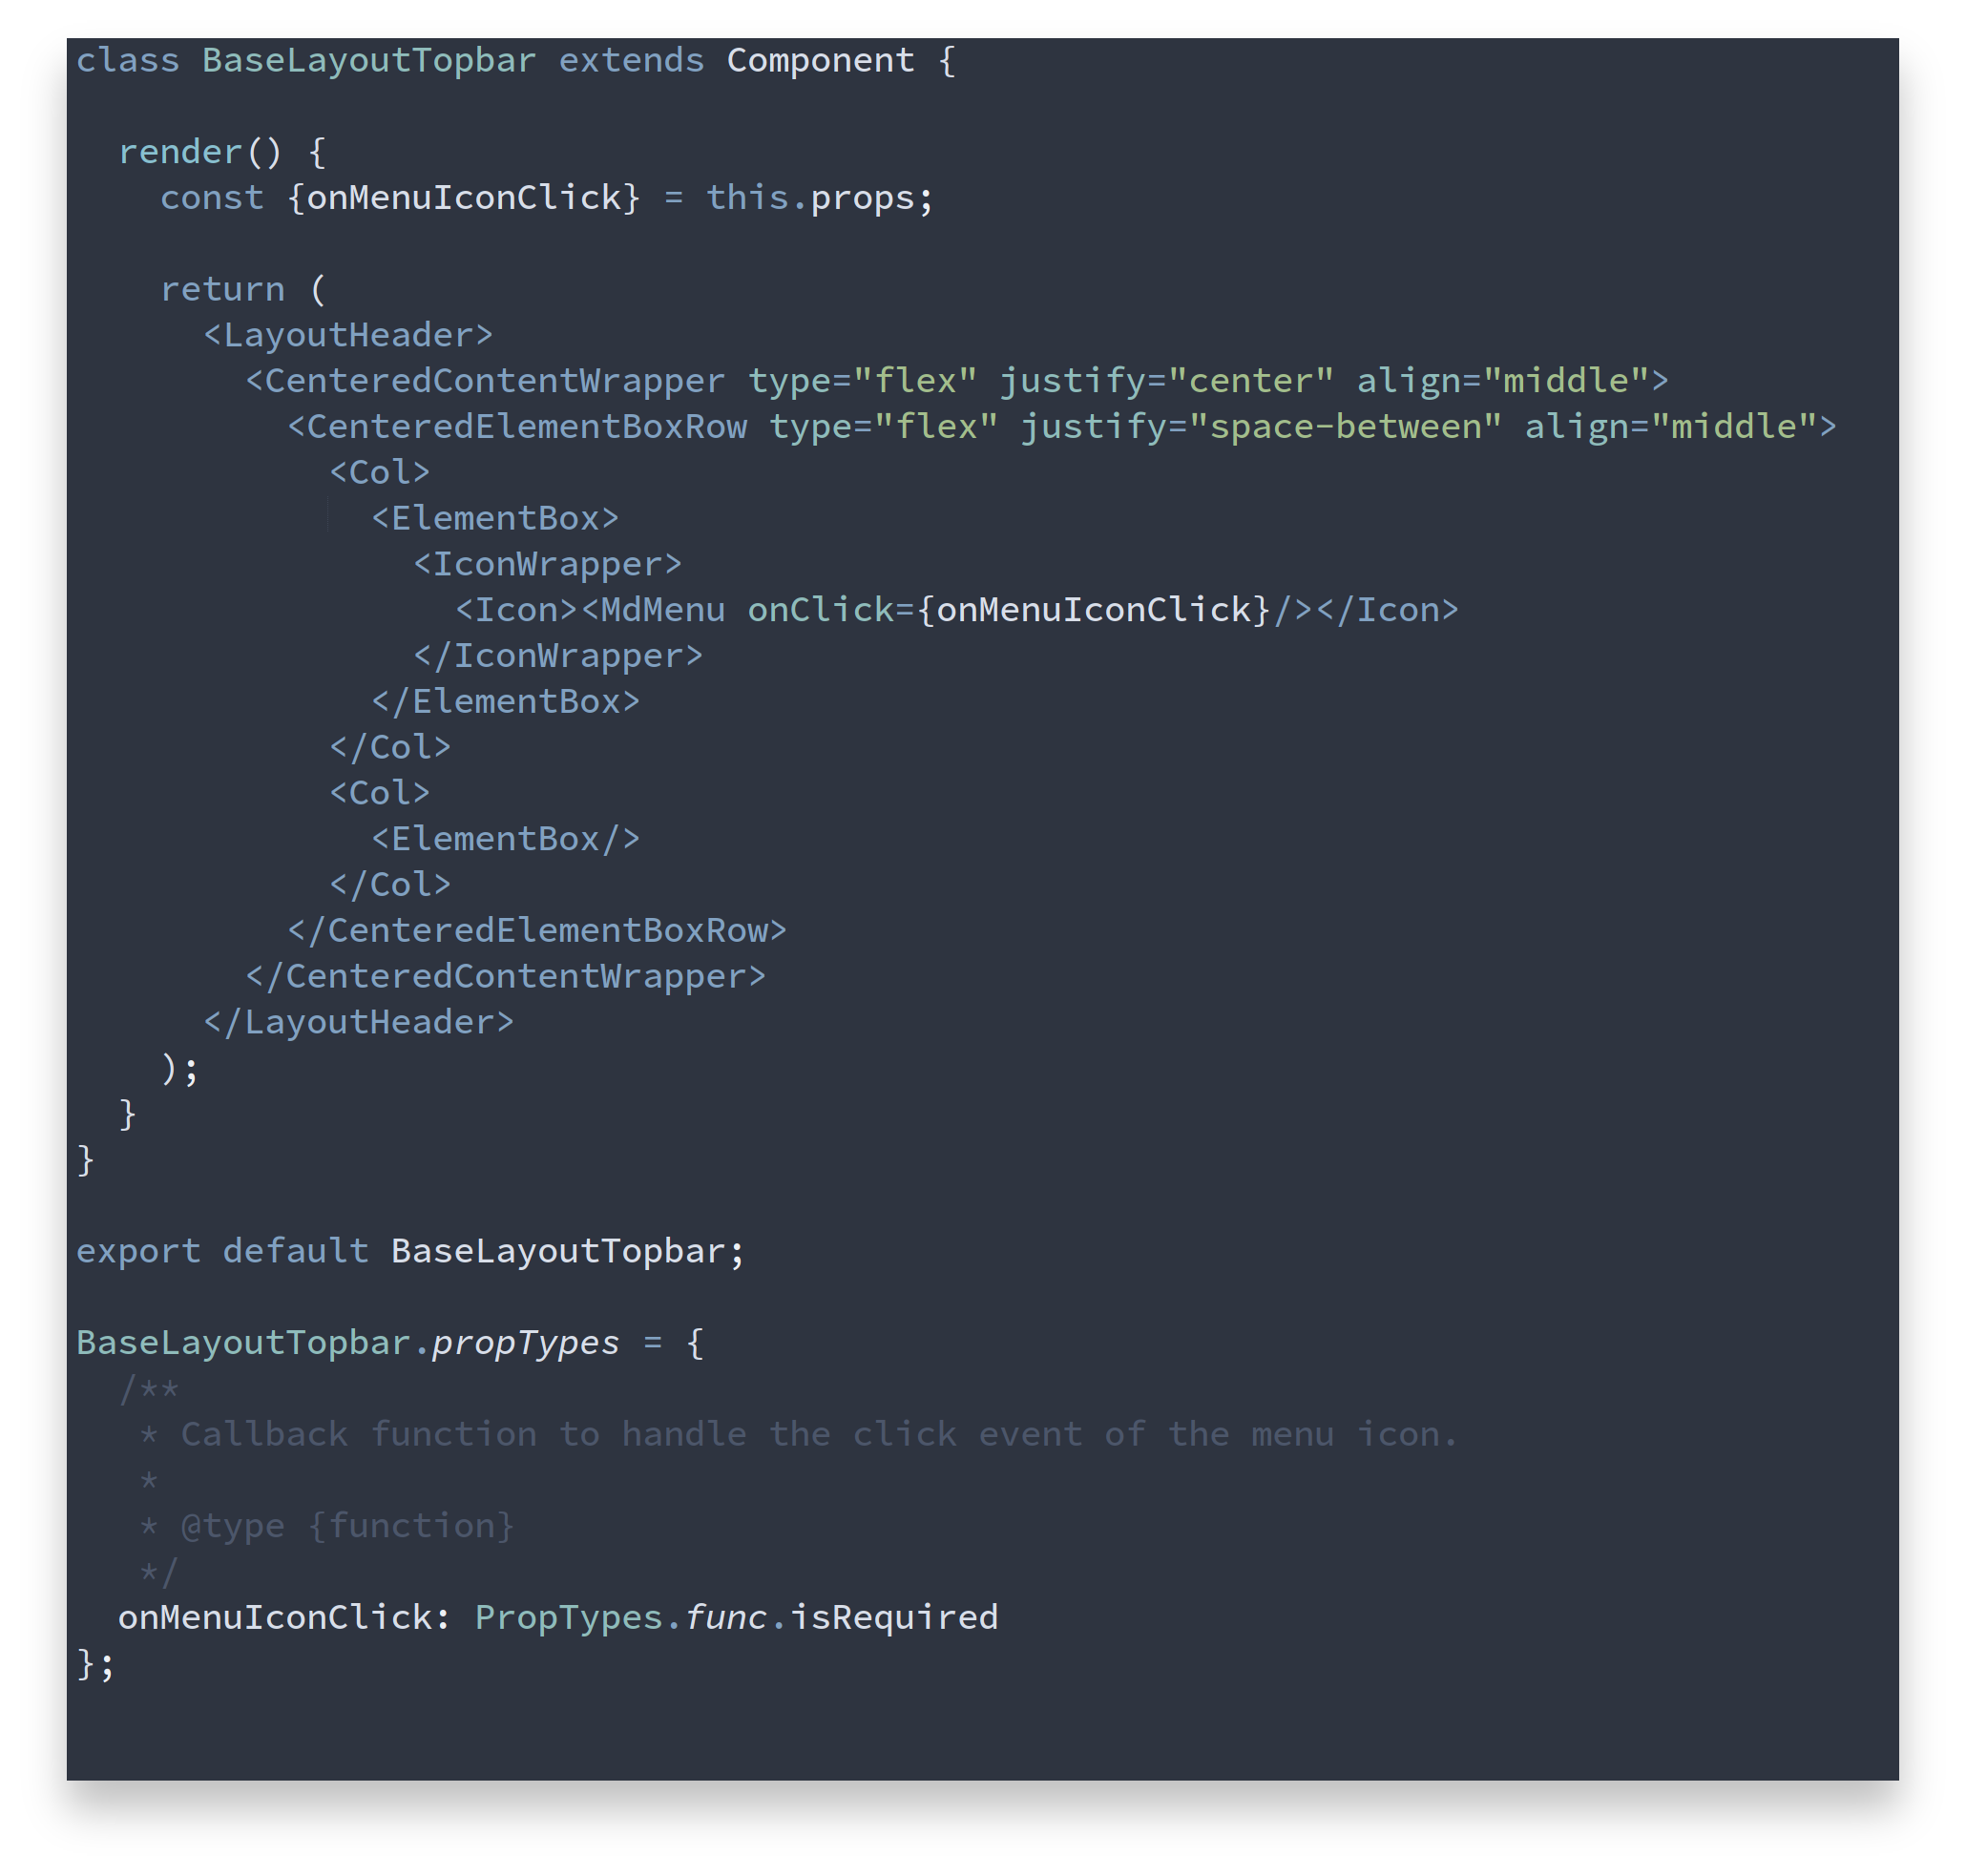 class BaseLayoutTopbar extends Component {
render() {
const {onMenuIconClick} = this.props;
return (
<LayoutHeader>
<CenteredContentWrapper type="flex" justify="center" align="middle">
<CenteredElementBoxRow type="flex" justify="space-between" align="middle">
<Col>
<ElementBox>
<IconWrapper>
<Icon><MdMenu onClick={onMenuIconClick}/></Icon>
</IconWrapper>
</ElementBox>
</Col>
<Col>
<ElementBox/>
</Col>
</CenteredElementBoxRow>
</CenteredContentWrapper>
</LayoutHeader>
);
}
}
export default BaseLayoutTopbar;
BaseLayoutTopbar.propTypes = {
/**
* Callback function to handle the click event of the menu icon.
*
* @type {function}
*/
onMenuIconClick: PropTypes.func.isRequired
};